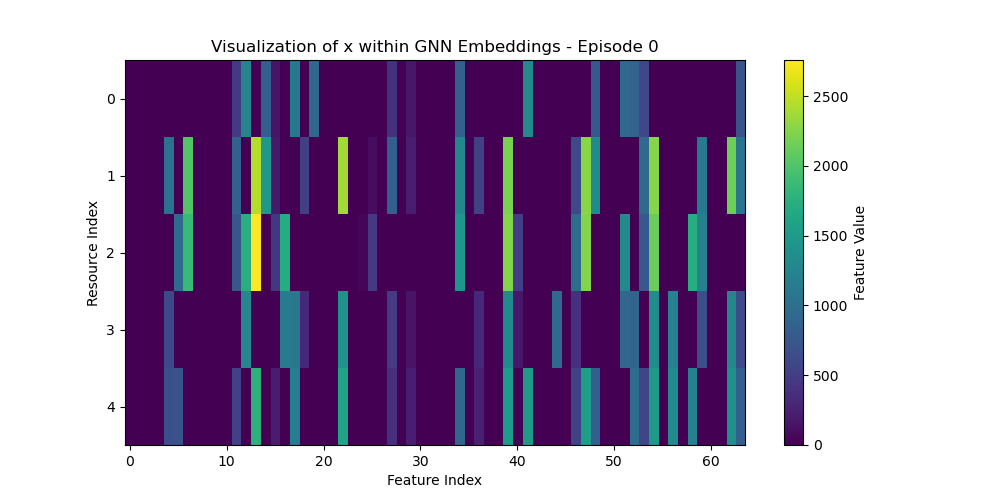 Visualization of x within GNN Embeddings - Episode 0
Resource Index
0
1
2
3
4
0 10 20 30 40 50 60
Feature Index
2500
2000
1500
1000
500
0
Feature Value